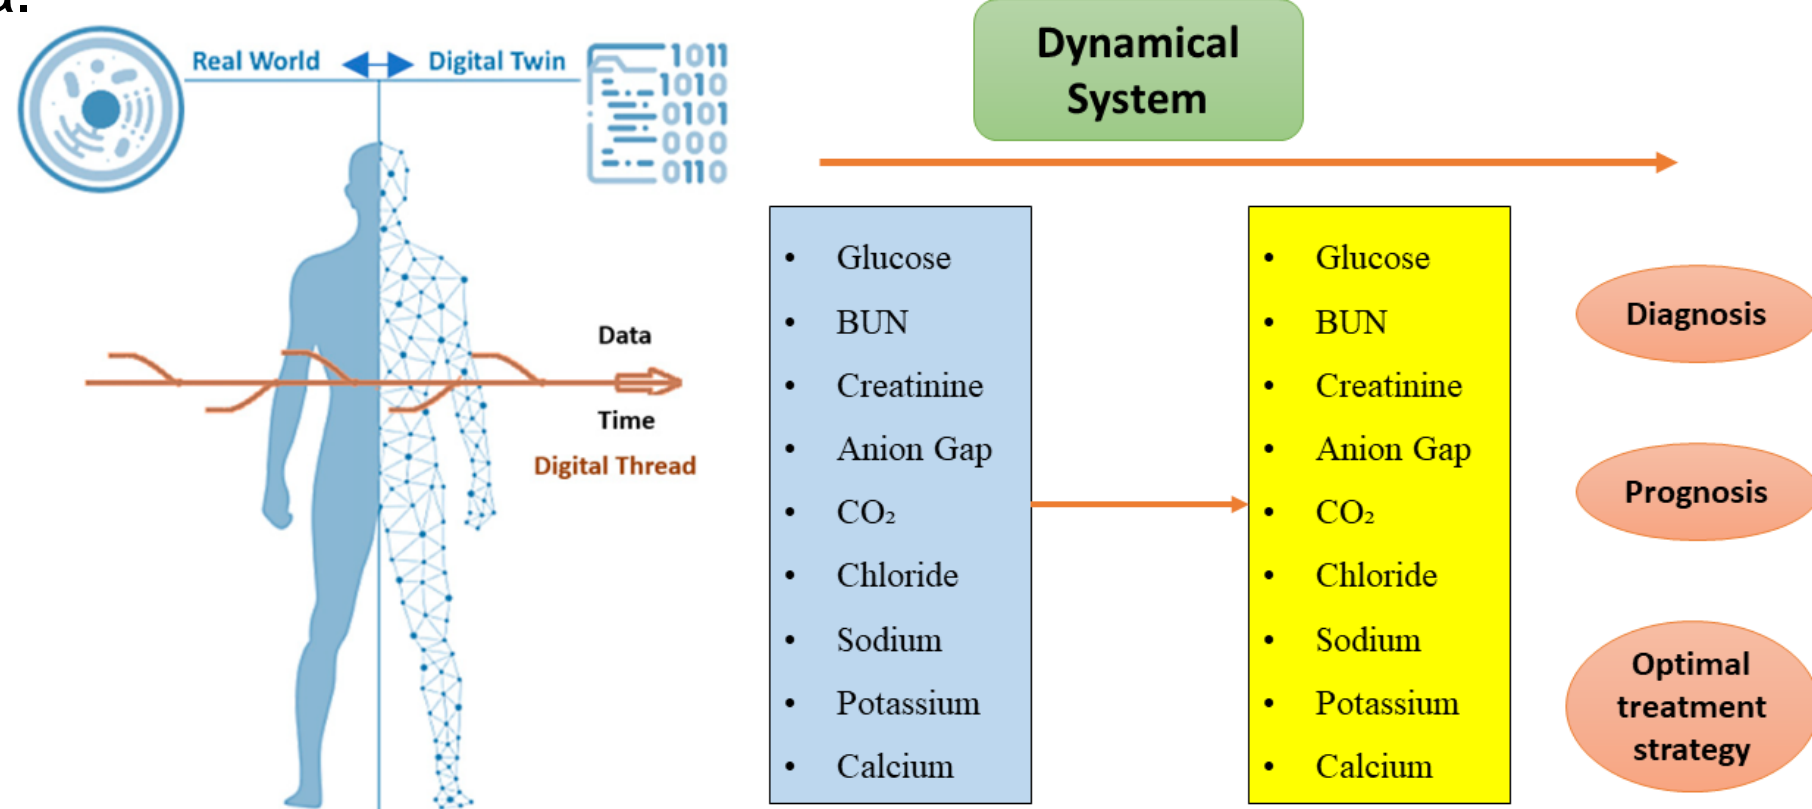 a.
Real World
Digital Twin
1011
1010
0101
000
0110
Data
Time
Digital Thread
Dynamical
System
• Glucose
• BUN
• Creatinine
• Anion Gap
• CO₂
• Chloride
• Sodium
• Potassium
• Calcium
• Glucose
• BUN
• Creatinine
• Anion Gap
• CO₂
• Chloride
• Sodium
• Potassium
• Calcium
Diagnosis
Prognosis
Optimal
treatment
strategy